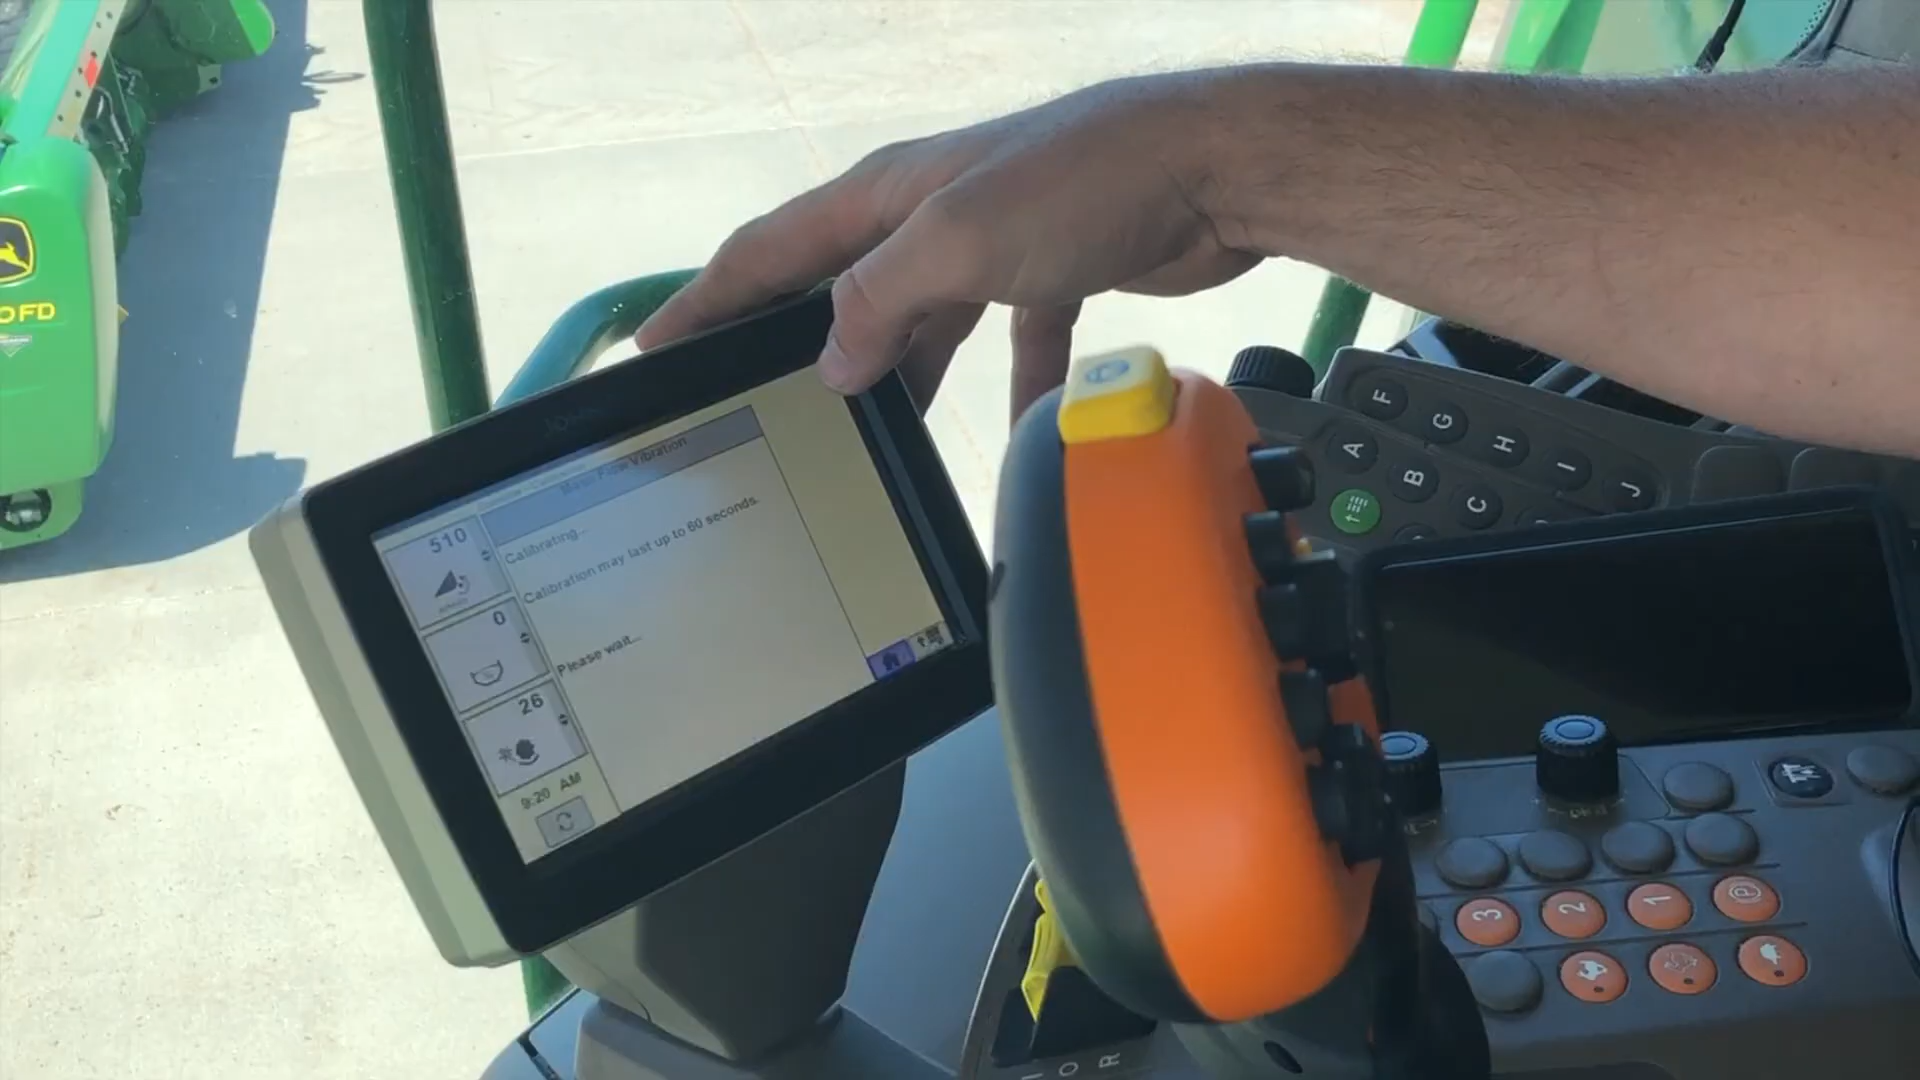 0FD
Mass Flow Vibration
Calibrating...
Calibration may last up to 60 seconds.
Please wait...
510
0
26
9:20 AM
F
G
H
I
J
A
B
C
3
2
1
P
R